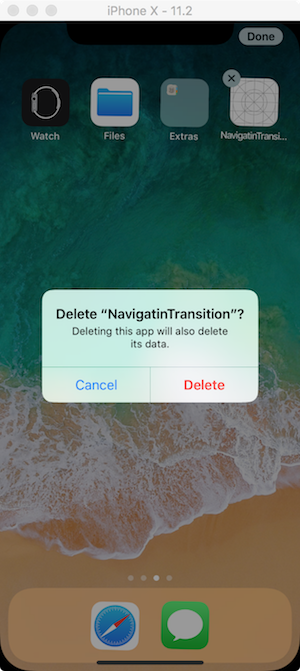 iPhone X - 11.2
Done
Watch
Files
Extras
NavigatinTransi...
Delete “NavigatinTransition”?
Deleting this app will also delete
its data.
Cancel
Delete